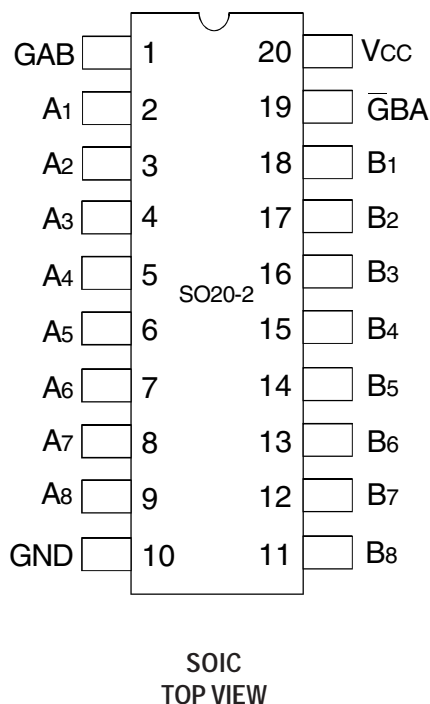 GAB 1 20 VCC
A1 2 19 G̅BA
A2 3 18 B1
A3 4 17 B2
A4 5 16 B3
SO20-2
A5 6 15 B4
A6 7 14 B5
A7 8 13 B6
A8 9 12 B7
GND 10 11 B8
SOIC
TOP VIEW